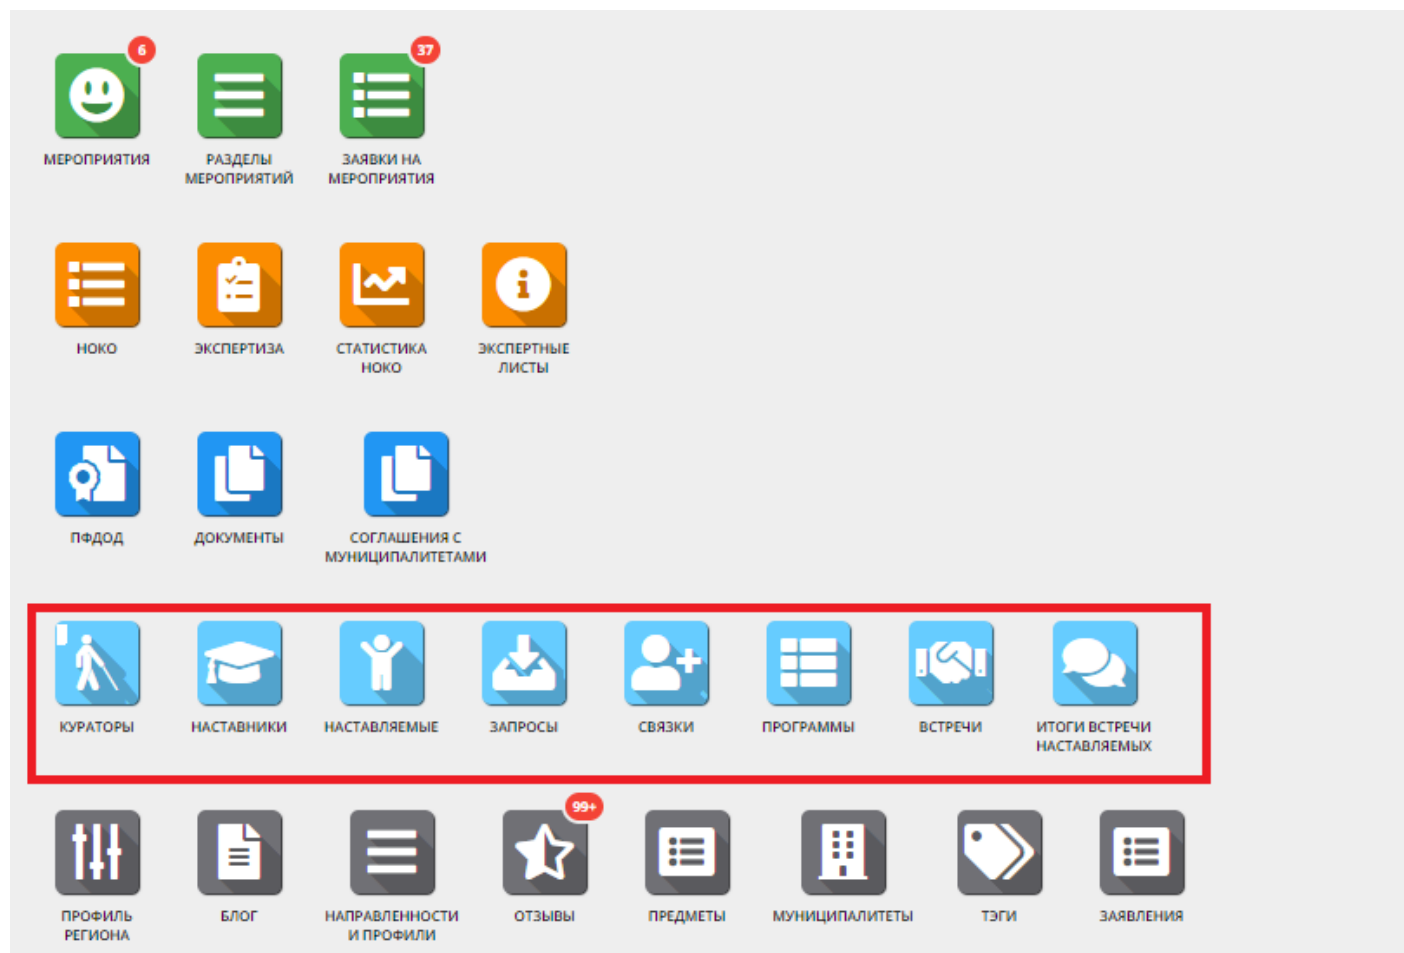 6
37
МЕРОПРИЯТИЯ
РАЗДЕЛЫ
МЕРОПРИЯТИЙ
ЗАЯВКИ НА
МЕРОПРИЯТИЯ
НОКО
ЭКСПЕРТИЗА
СТАТИСТИКА
НОКО
ЭКСПЕРТНЫЕ
ЛИСТЫ
ПФДОД
ДОКУМЕНТЫ
СОГЛАШЕНИЯ С
МУНИЦИПАЛИТЕТАМИ
КУРАТОРЫ
НАСТАВНИКИ
НАСТАВЛЯЕМЫЕ
ЗАПРОСЫ
СВЯЗКИ
ПРОГРАММЫ
ВСТРЕЧИ
ИТОГИ ВСТРЕЧИ
НАСТАВЛЯЕМЫХ
99+
ПРОФИЛЬ
РЕГИОНА
БЛОГ
НАПРАВЛЕННОСТИ
И ПРОФИЛИ
ОТЗЫВЫ
ПРЕДМЕТЫ
МУНИЦИПАЛИТЕТЫ
ТЭГИ
ЗАЯВЛЕНИЯ